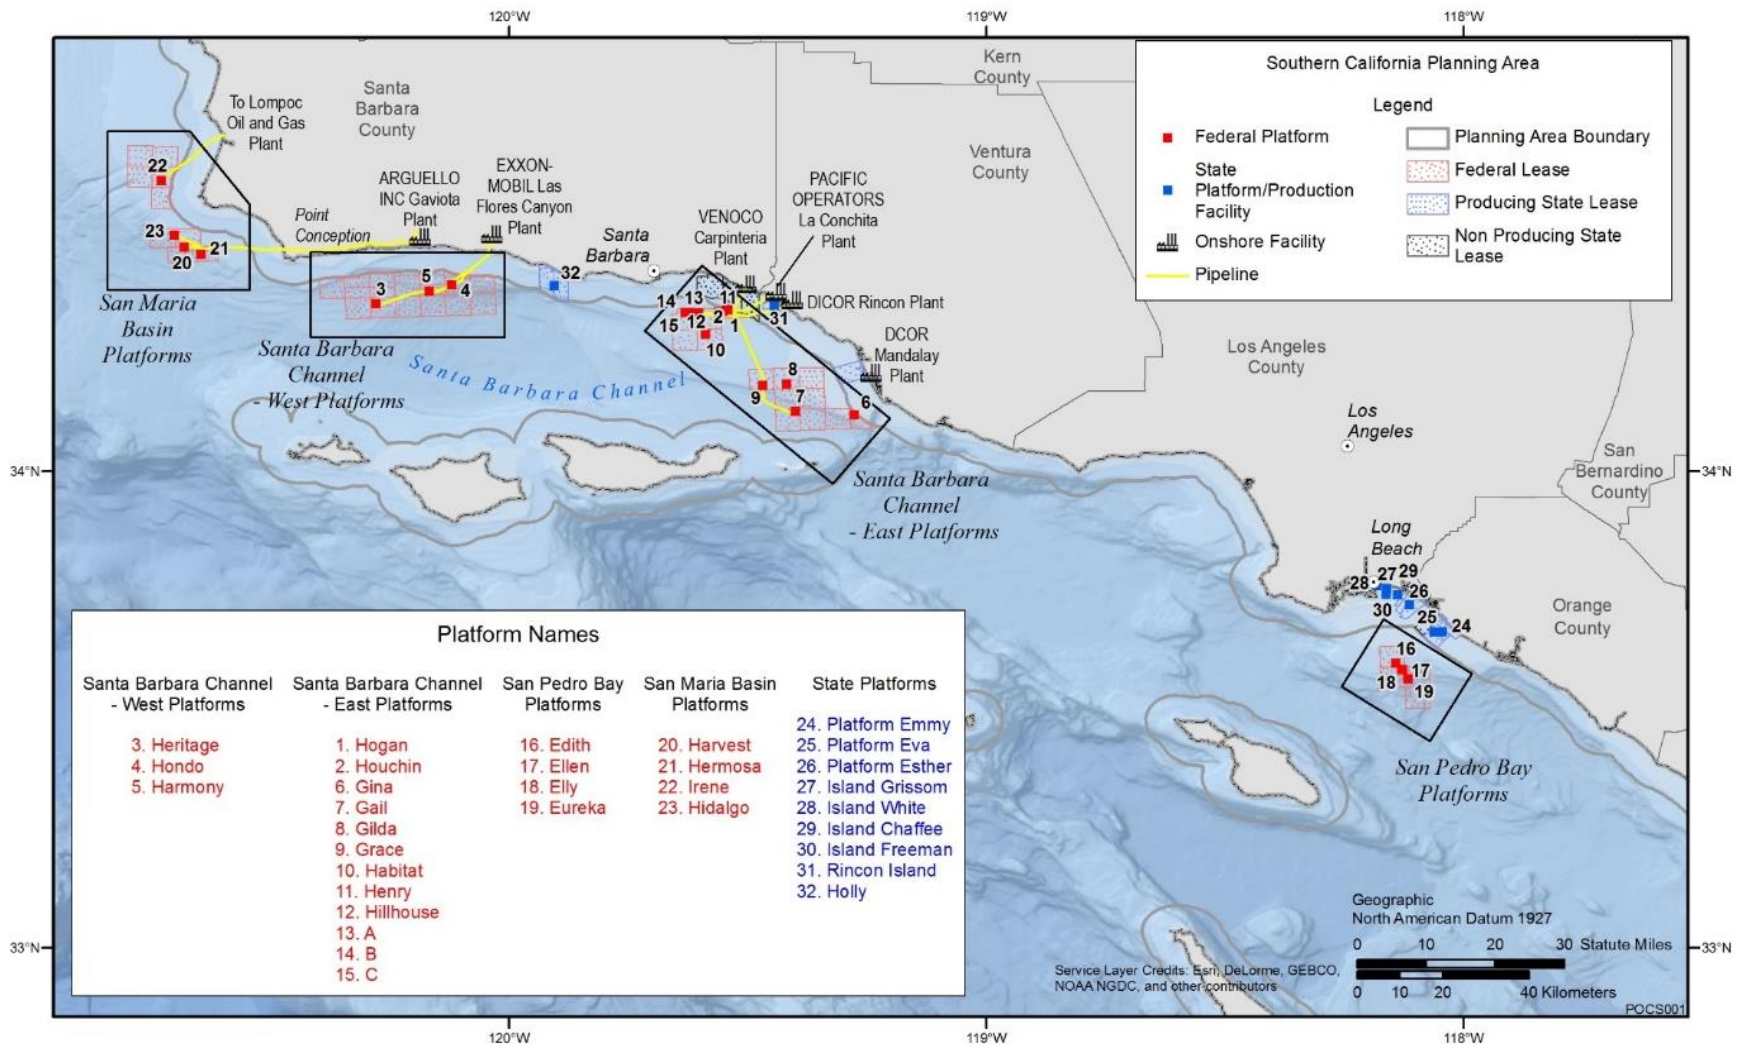 120°W
119°W
118°W
Kern
County
Southern California Planning Area
Legend
Federal Platform
State
Platform/Production
Facility
Onshore Facility
Pipeline
Planning Area Boundary
Federal Lease
Producing State Lease
Non Producing State
Lease
Santa
Barbara
County
To Lompoc
Oil and Gas
Plant
Ventura
County
EXXON-
MOBIL Las
Flores Canyon
Plant
ARGUELLO
INC Gaviota
Plant
PACIFIC
OPERATORS
La Conchita
Plant
VENOCO
Carpinteria
Plant
Point
Conception
Santa
Barbara
22
23
20
21
San Maria
Basin
Platforms
3
5
4
32
14
13
11
15
12
2
1
31
10
DICOR Rincon Plant
DCOR
Mandalay
Plant
8
9
7
6
Santa Barbara
Channel
- West Platforms
Santa Barbara Channel
Santa Barbara
Channel
- East Platforms
Los Angeles
County
Los
Angeles
San
Bernardino
County
34°N
34°N
Long
Beach
28
27
29
30
26
25
24
Orange
County
16
17
18
19
San Pedro Bay
Platforms
Platform Names
Santa Barbara Channel
- West Platforms
3. Heritage
4. Hondo
5. Harmony
Santa Barbara Channel
- East Platforms
1. Hogan
2. Houchin
6. Gina
7. Gail
8. Gilda
9. Grace
10. Habitat
11. Henry
12. Hillhouse
13. A
14. B
15. C
San Pedro Bay
Platforms
16. Edith
17. Ellen
18. Elly
19. Eureka
San Maria Basin
Platforms
20. Harvest
21. Hermosa
22. Irene
23. Hidalgo
State Platforms
24. Platform Emmy
25. Platform Eva
26. Platform Esther
27. Island Grissom
28. Island White
29. Island Chaffee
30. Island Freeman
31. Rincon Island
32. Holly
Geographic
North American Datum 1927
0 10 20 30 Statute Miles
0 10 20 40 Kilometers
Service Layer Credits: Esri, DeLorme, GEBCO,
NOAA NGDC, and other contributors
POCS001
33°N
33°N
120°W
119°W
118°W